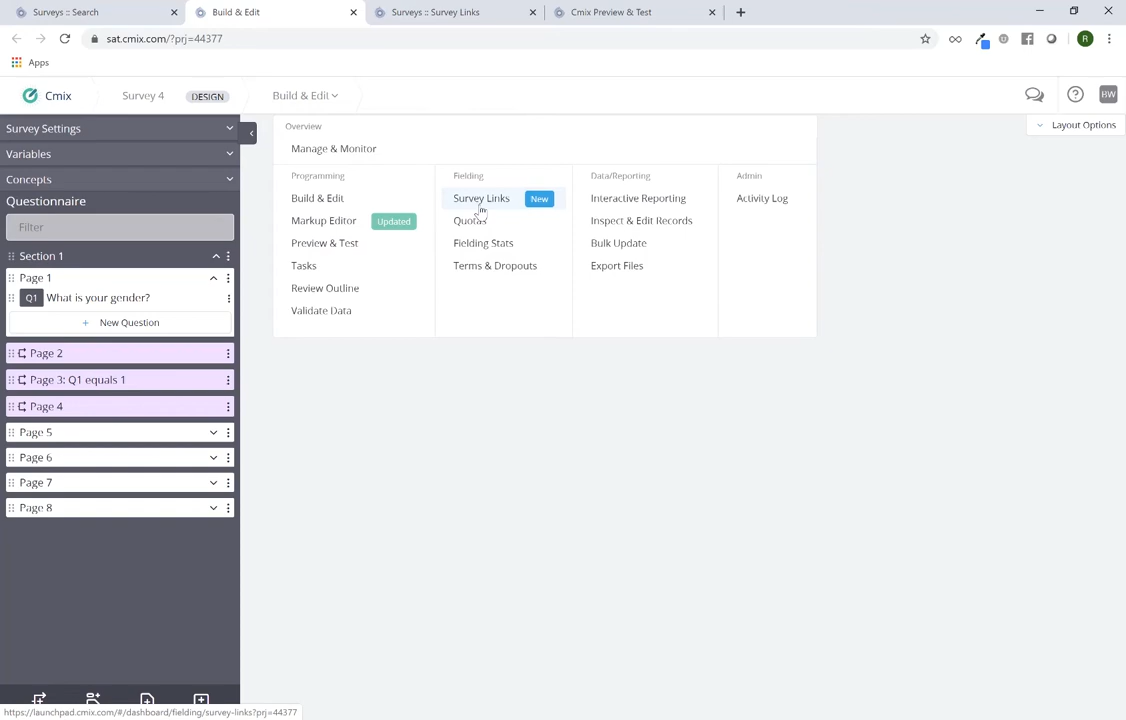 Surveys :: Search
Build & Edit
Surveys :: Survey Links
Cmix Preview & Test
sat.cmix.com/?prj=44377
R
Apps
Cmix
Survey 4
DESIGN
Build & Edit
BW
Survey Settings
Variables
Concepts
Questionnaire
Filter
Section 1
Page 1
Q1 What is your gender?
+ New Question
Page 2
Page 3: Q1 equals 1
Page 4
Page 5
Page 6
Page 7
Page 8
Layout Options
Overview
Manage & Monitor
Programming
Build & Edit
Markup Editor Updated
Preview & Test
Tasks
Review Outline
Validate Data
Fielding
Survey Links New
Quotas
Fielding Stats
Terms & Dropouts
Data/Reporting
Interactive Reporting
Inspect & Edit Records
Bulk Update
Export Files
Admin
Activity Log
https://launchpad.cmix.com/#/dashboard/fielding/survey-links?prj=44377